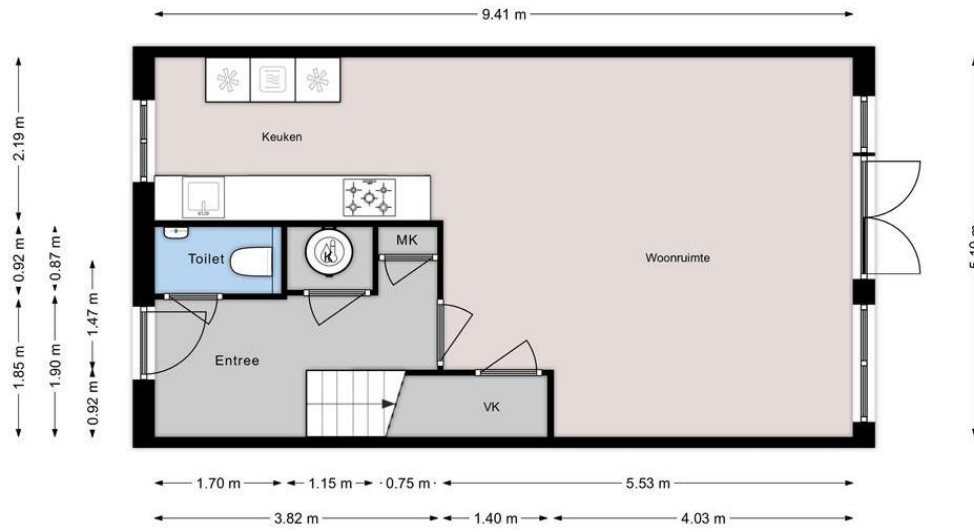 9.41 m
2.19 m
Keuken
0.92 m
0.87 m
1.47 m
1.85 m
1.90 m
0.92 m
Toilet
K
MK
Woonruimte
Entree
VK
1.70 m
1.15 m
0.75 m
5.53 m
3.82 m
1.40 m
4.03 m